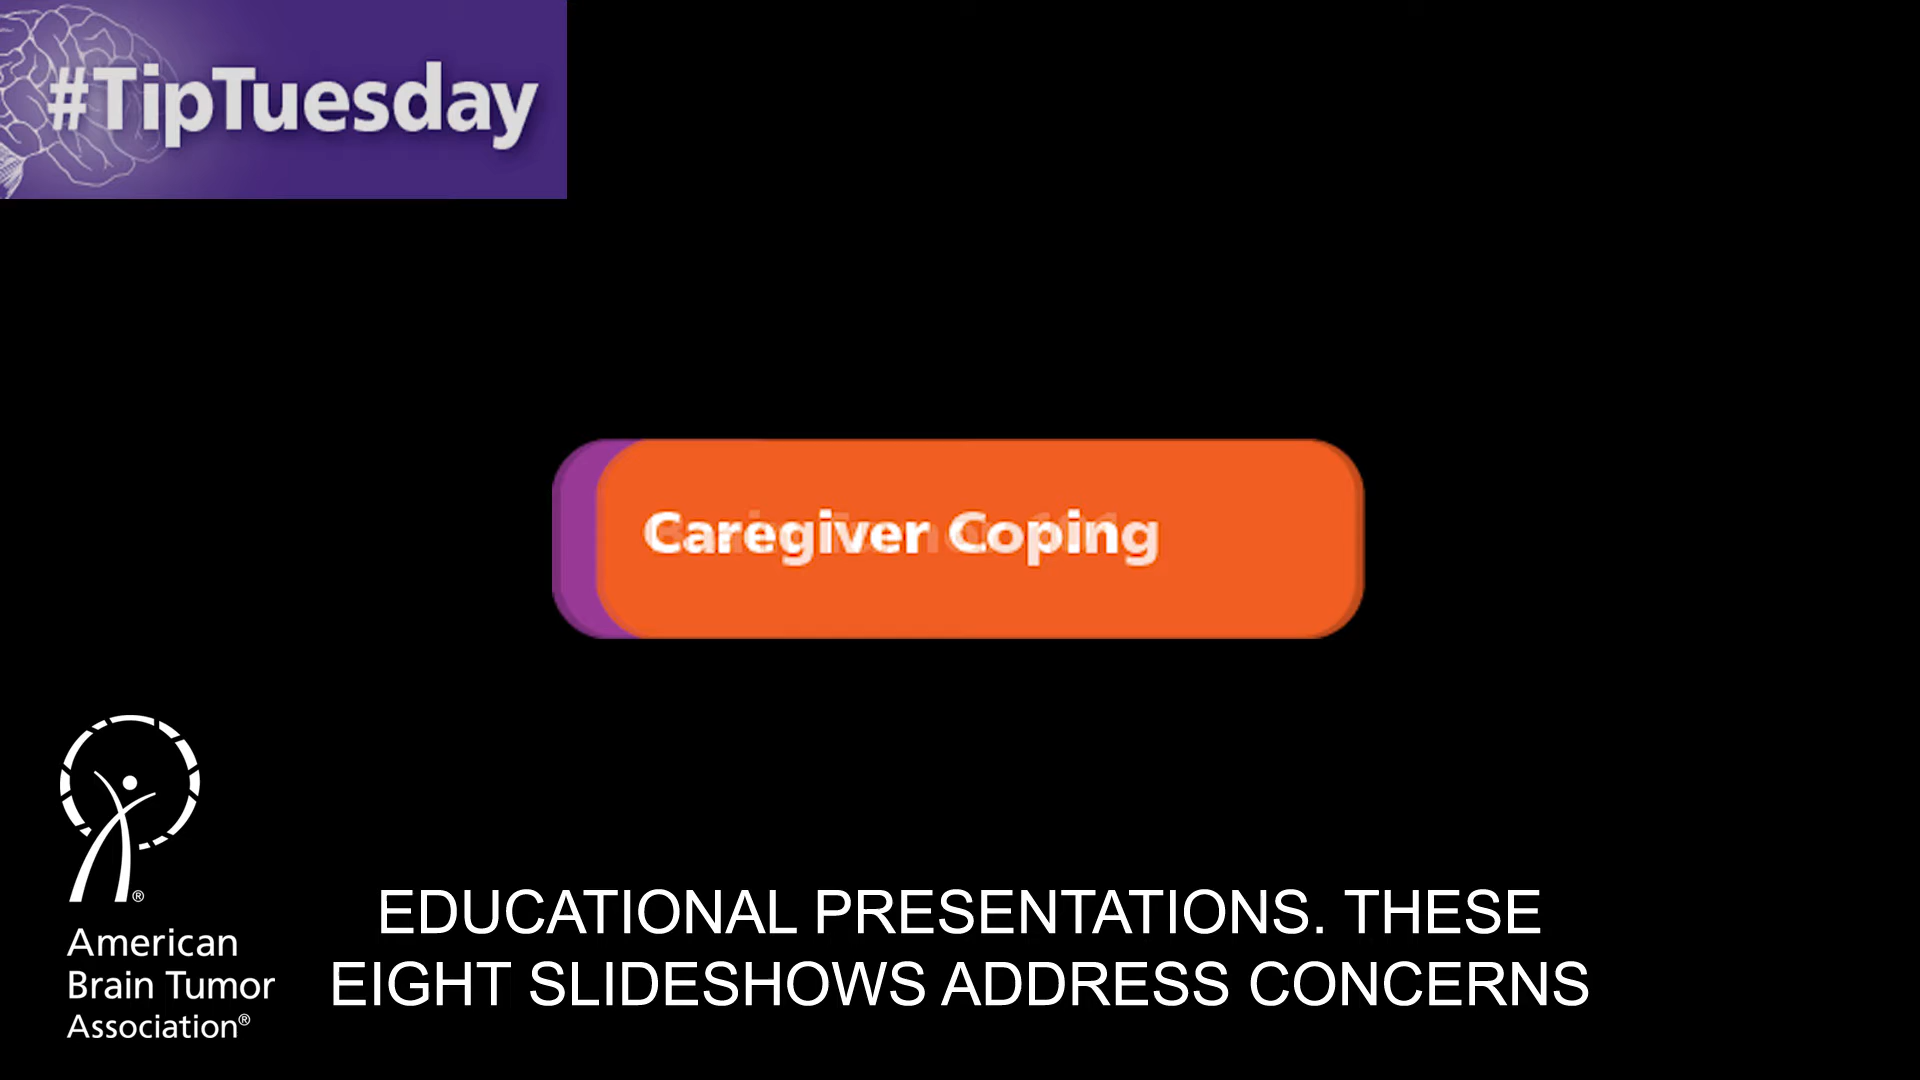 #TipTuesday
Caregiver Coping
American
Brain Tumor
Association®
EDUCATIONAL PRESENTATIONS. THESE
EIGHT SLIDESHOWS ADDRESS CONCERNS